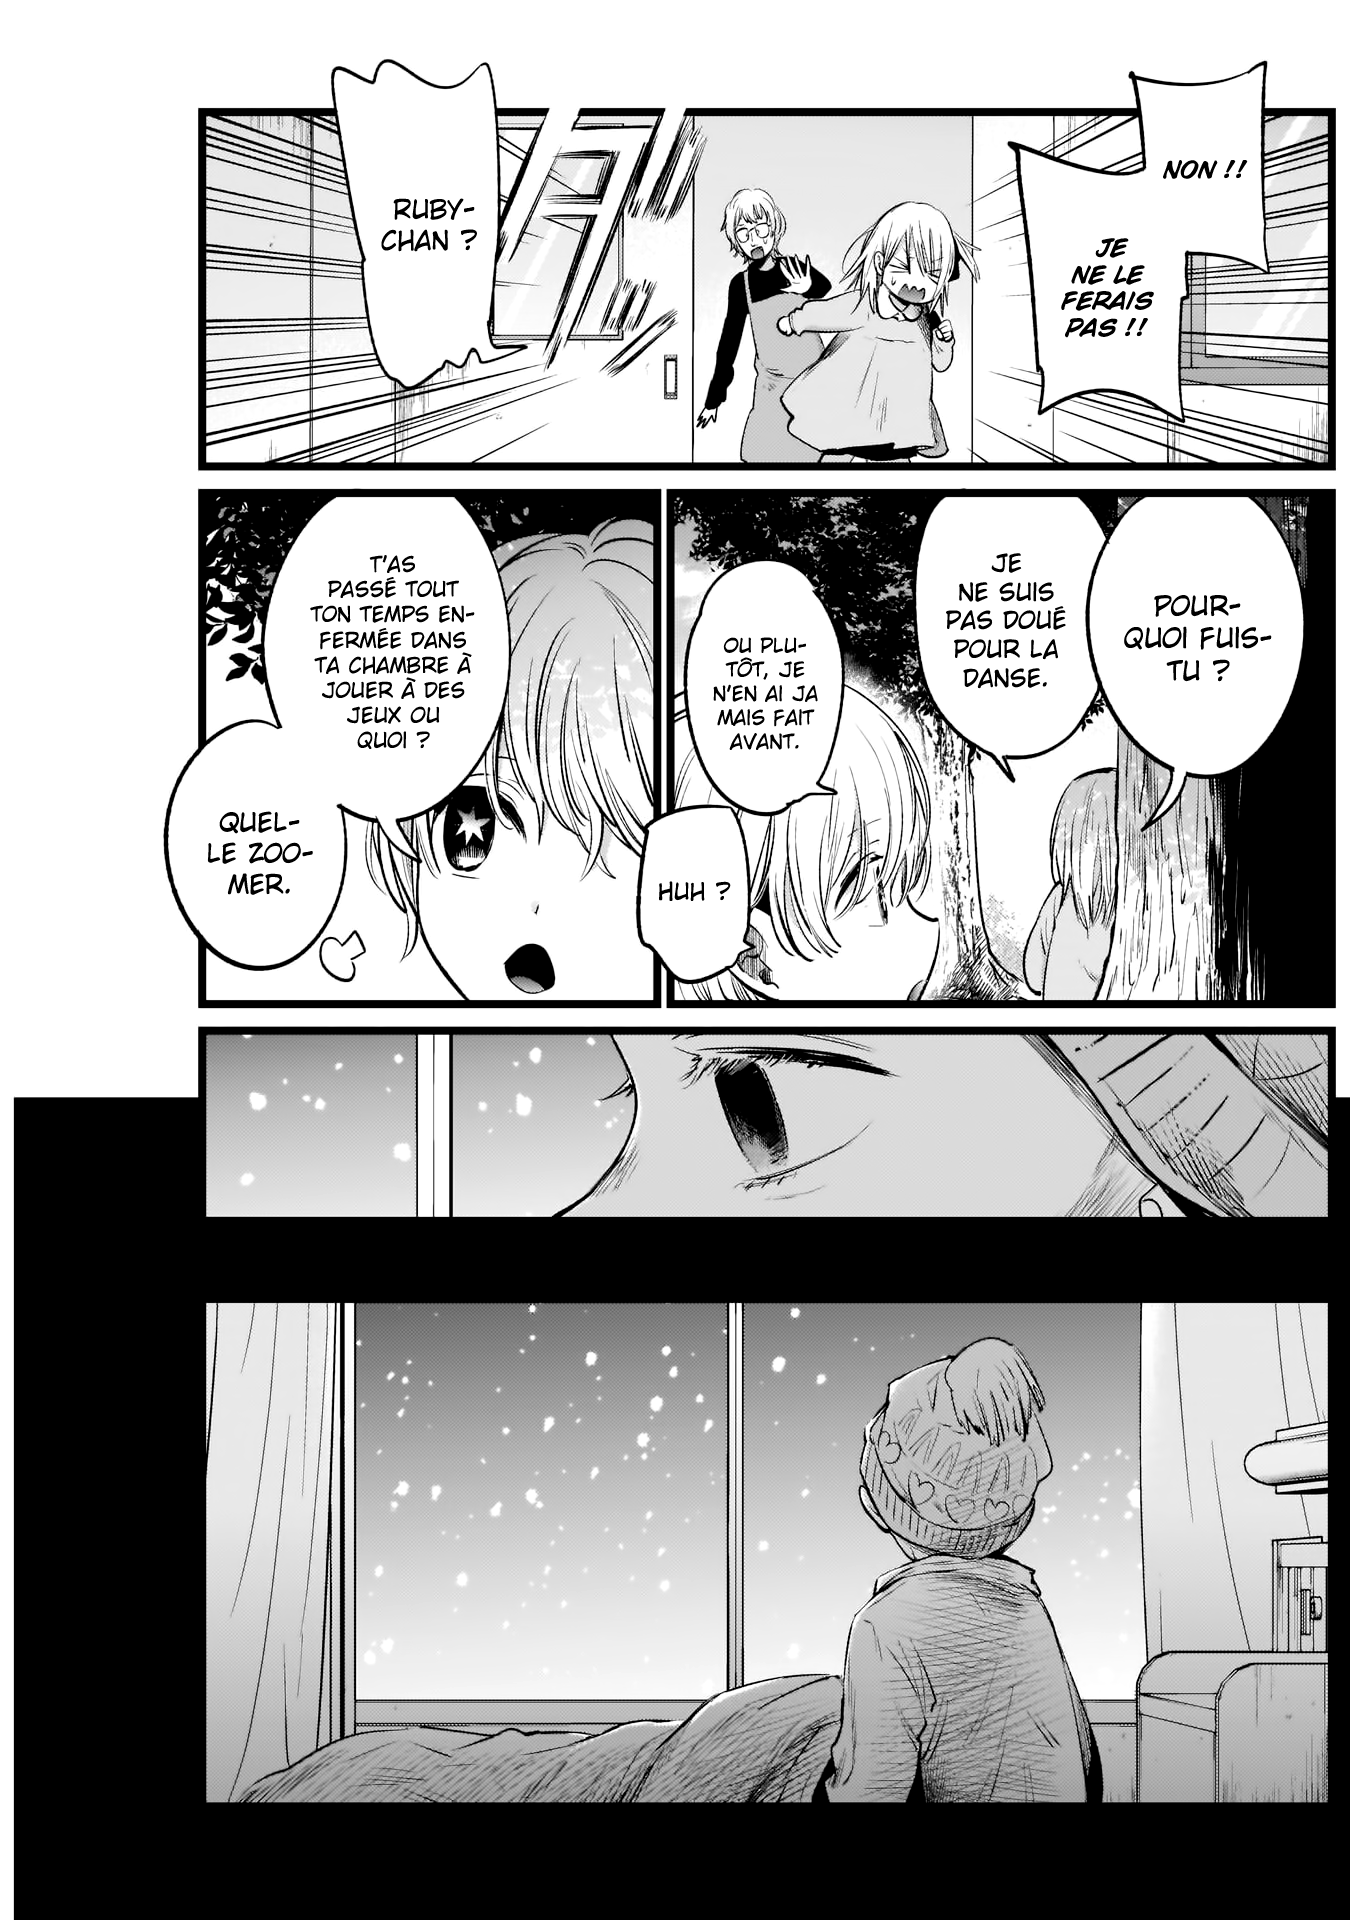 NON !!
JE
NE LE
FERAIS
PAS !!
RUBY-
CHAN ?
POUR-
QUOI FUIS-
TU ?
JE
NE SUIS
PAS DOUÉ
POUR LA
DANSE.
OU PLU-
TÔT, JE
N'EN AI JA
MAIS FAIT
AVANT.
HUH ?
T'AS
PASSÉ TOUT
TON TEMPS EN-
FERMÉE DANS
TA CHAMBRE À
JOUER À DES
JEUX OU
QUOI ?
QUEL-
LE ZOO-
MER.